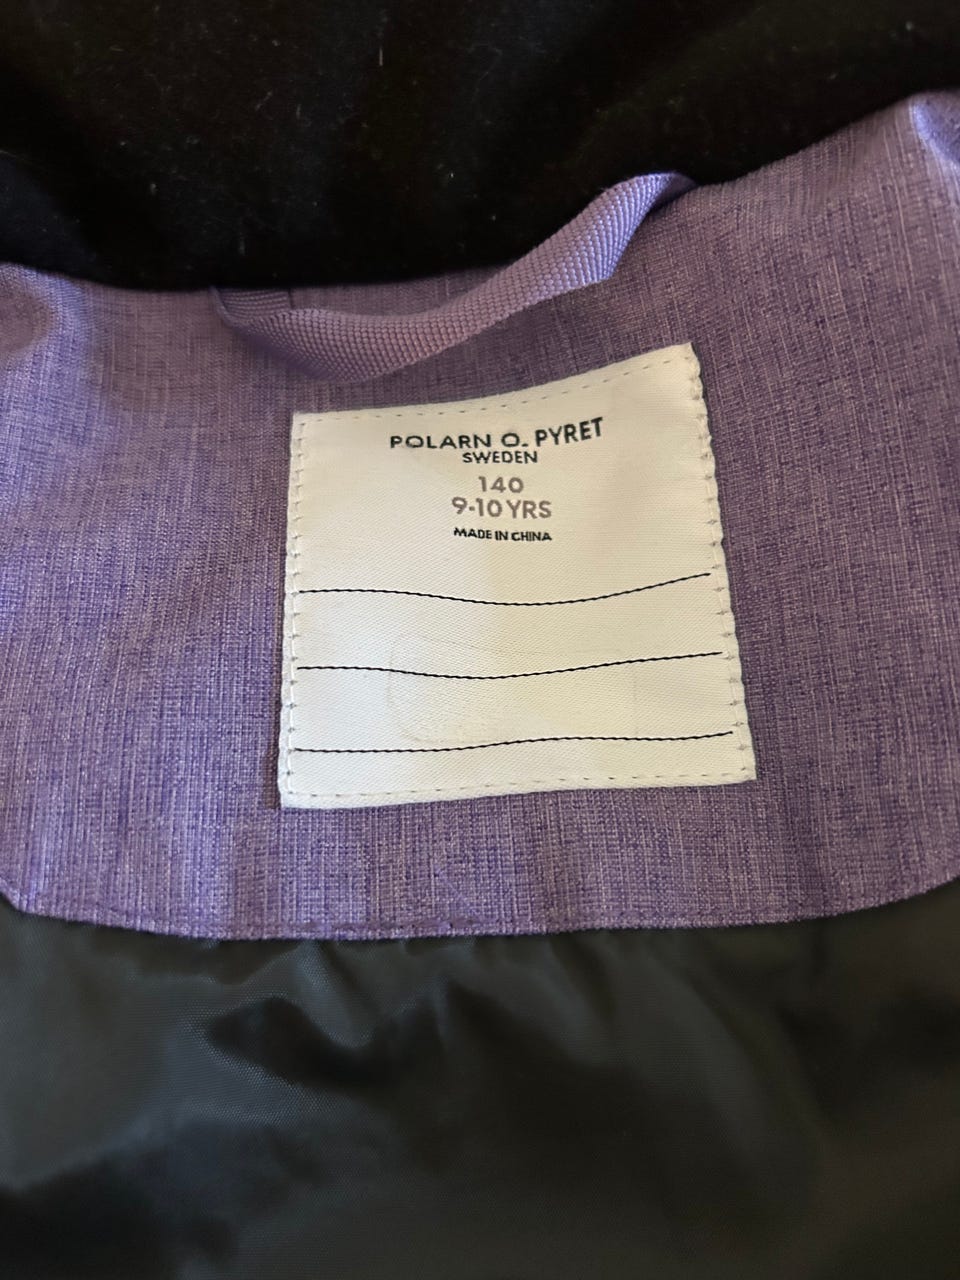 POLARN O. PYRET
SWEDEN
140
9-10 YRS
MADE IN CHINA